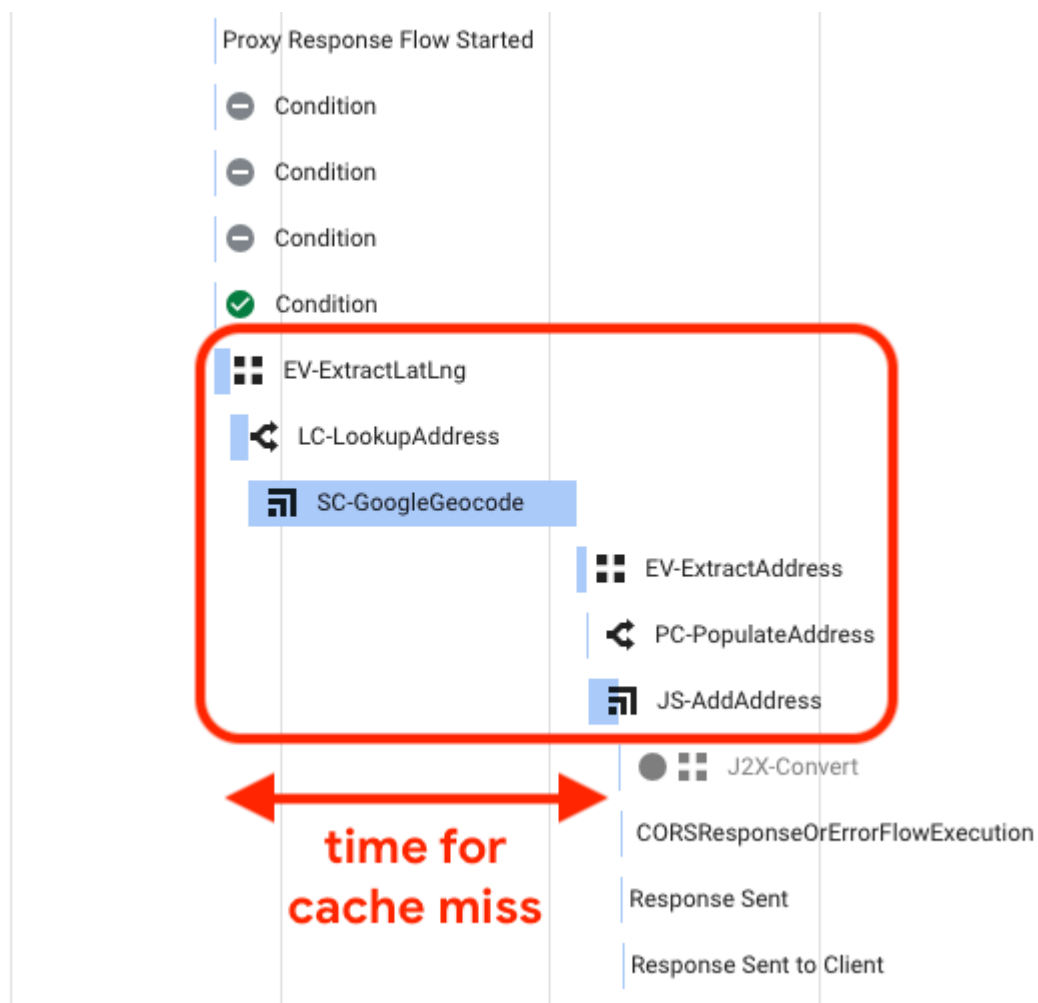 Proxy Response Flow Started
Condition
Condition
Condition
Condition
EV-ExtractLatLng
LC-LookupAddress
SC-GoogleGeocode
EV-ExtractAddress
PC-PopulateAddress
JS-AddAddress
J2X-Convert
CORSResponseOrErrorFlowExecution
time for
cache miss
Response Sent
Response Sent to Client